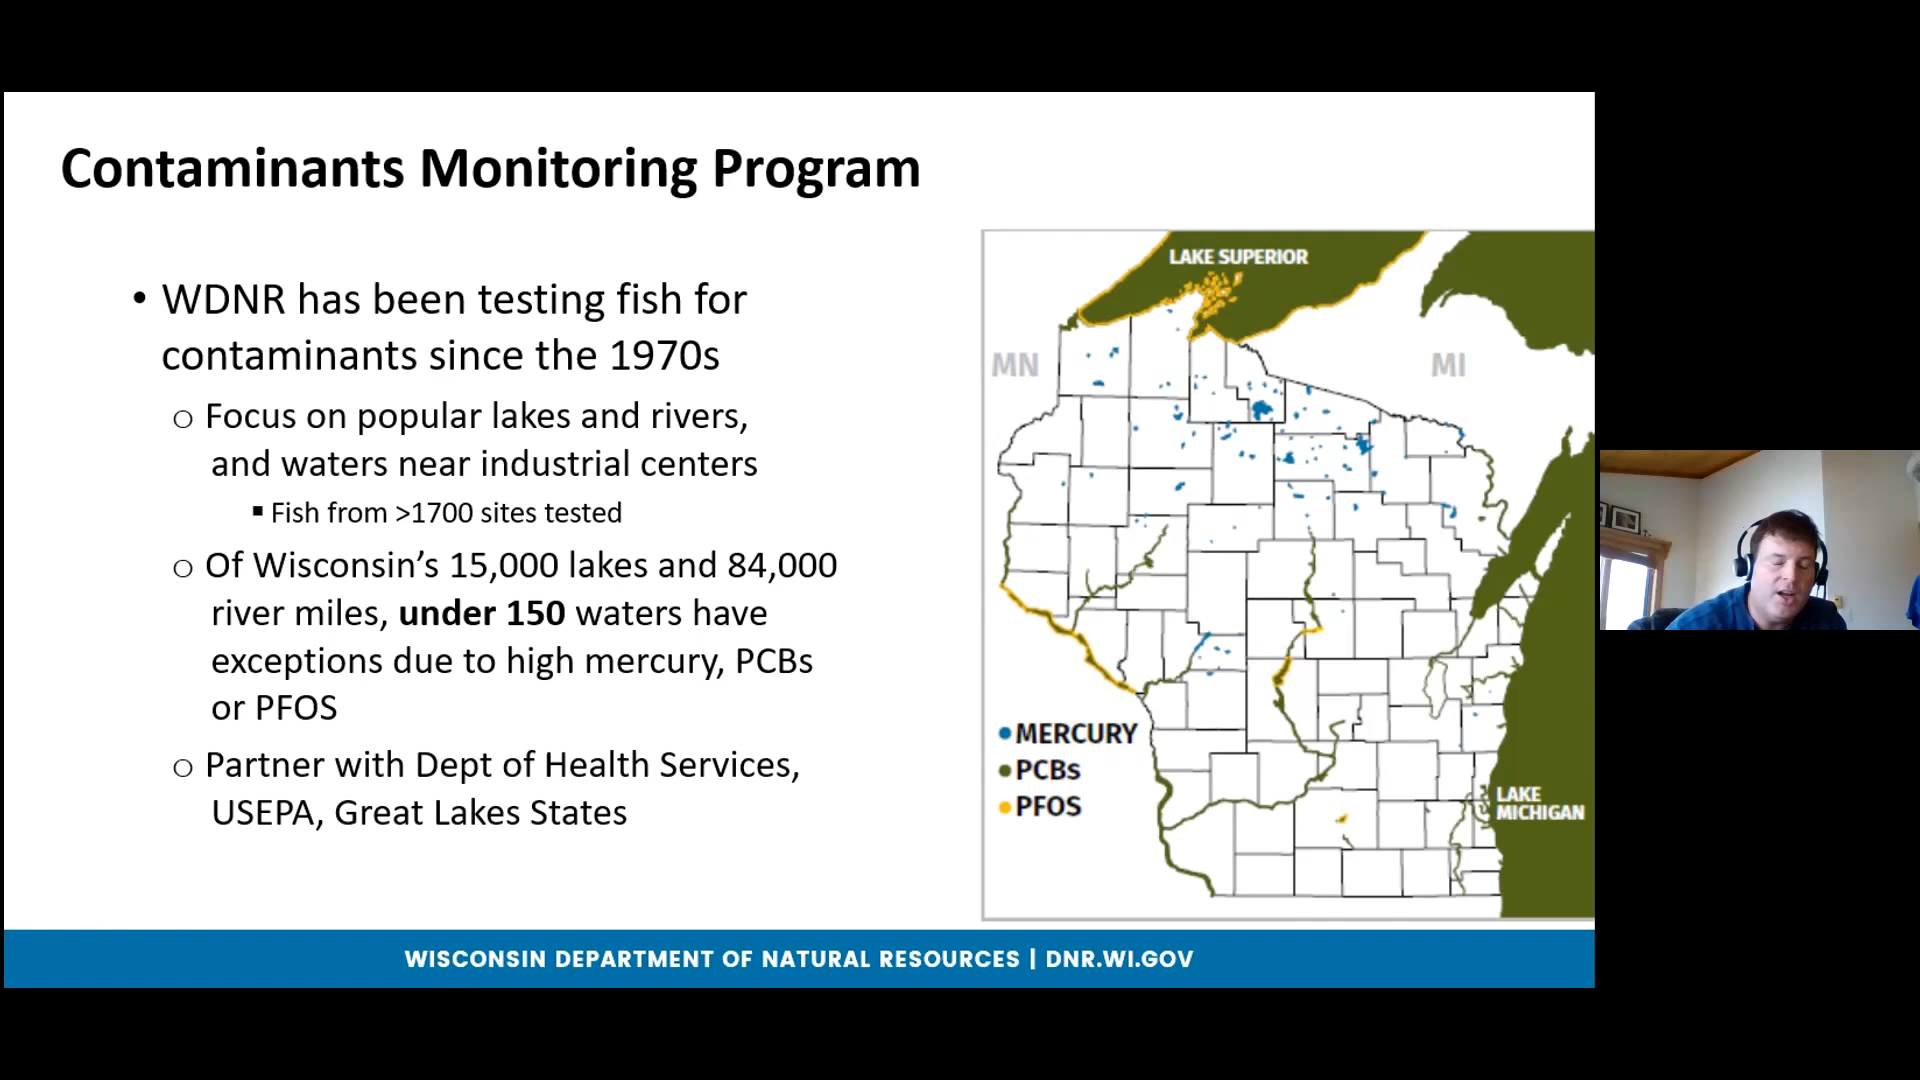 Contaminants Monitoring Program
• WDNR has been testing fish for
contaminants since the 1970s
o Focus on popular lakes and rivers,
and waters near industrial centers
▪ Fish from >1700 sites tested
o Of Wisconsin’s 15,000 lakes and 84,000
river miles, under 150 waters have
exceptions due to high mercury, PCBs
or PFOS
o Partner with Dept of Health Services,
USEPA, Great Lakes States
LAKE SUPERIOR
MN
MI
• MERCURY
• PCBs
• PFOS
LAKE
MICHIGAN
WISCONSIN DEPARTMENT OF NATURAL RESOURCES | DNR.WI.GOV